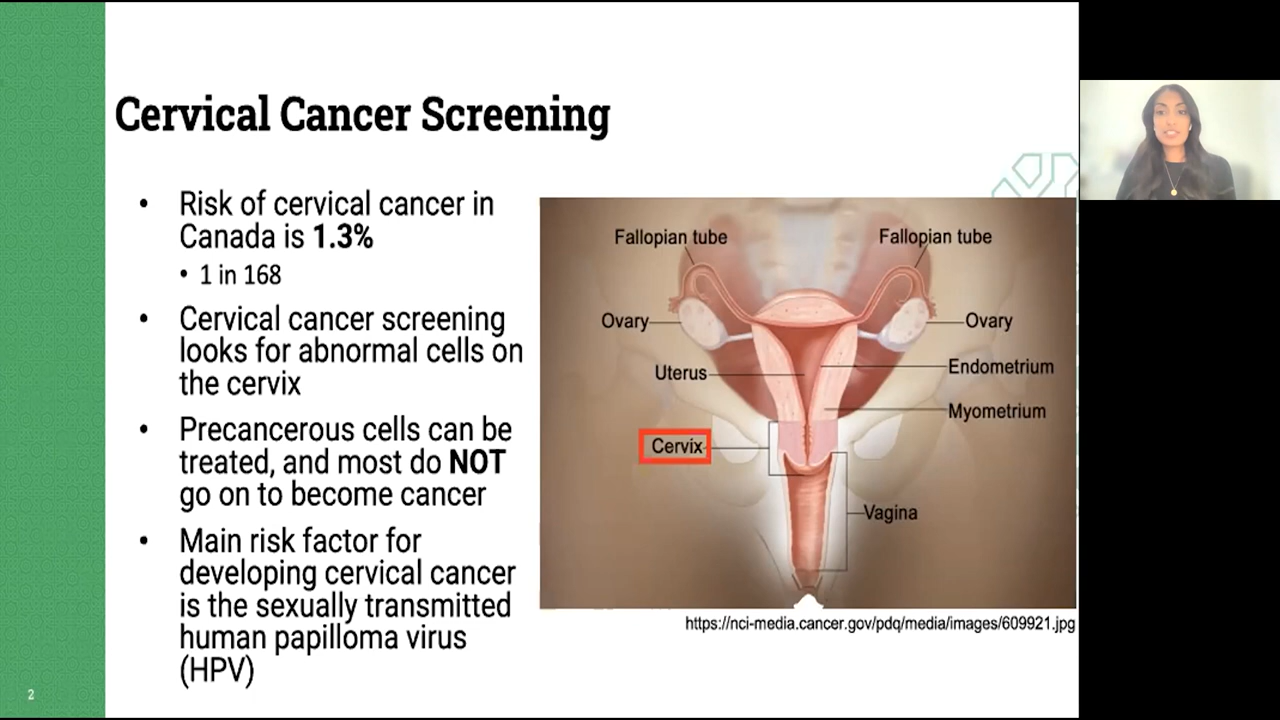 Cervical Cancer Screening
• Risk of cervical cancer in
Canada is 1.3%
• 1 in 168
• Cervical cancer screening
looks for abnormal cells on
the cervix
• Precancerous cells can be
treated, and most do NOT
go on to become cancer
• Main risk factor for
developing cervical cancer
is the sexually transmitted
human papilloma virus
(HPV)
Fallopian tube
Fallopian tube
Ovary
Ovary
Uterus
Endometrium
Myometrium
Cervix
Vagina
https://nci-media.cancer.gov/pdq/media/images/609921.jpg
2